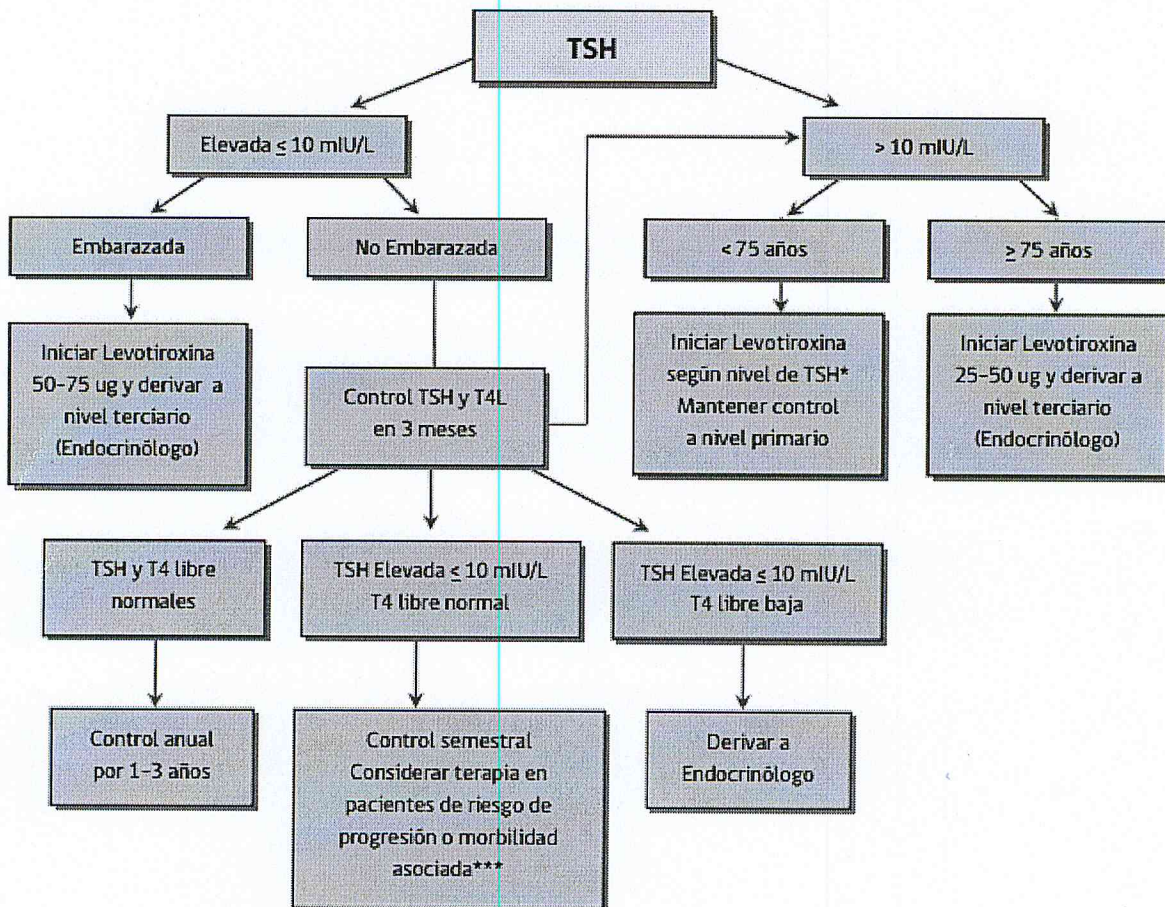 TSH
Elevada ≤ 10 mIU/L
> 10 mIU/L
Embarazada
No Embarazada
< 75 años
≥ 75 años
Iniciar Levotiroxina
50-75 ug y derivar a
nivel terciario
(Endocrinólogo)
Control TSH y T4L
en 3 meses
Iniciar Levotiroxina
según nivel de TSH*
Mantener control
a nivel primario
Iniciar Levotiroxina
25-50 ug y derivar a
nivel terciario
(Endocrinólogo)
TSH y T4 libre
normales
TSH Elevada ≤ 10 mIU/L
T4 libre normal
TSH Elevada ≤ 10 mIU/L
T4 libre baja
Control anual
por 1-3 años
Control semestral
Considerar terapia en
pacientes de riesgo de
progresión o morbilidad
asociada***
Derivar a
Endocrinólogo